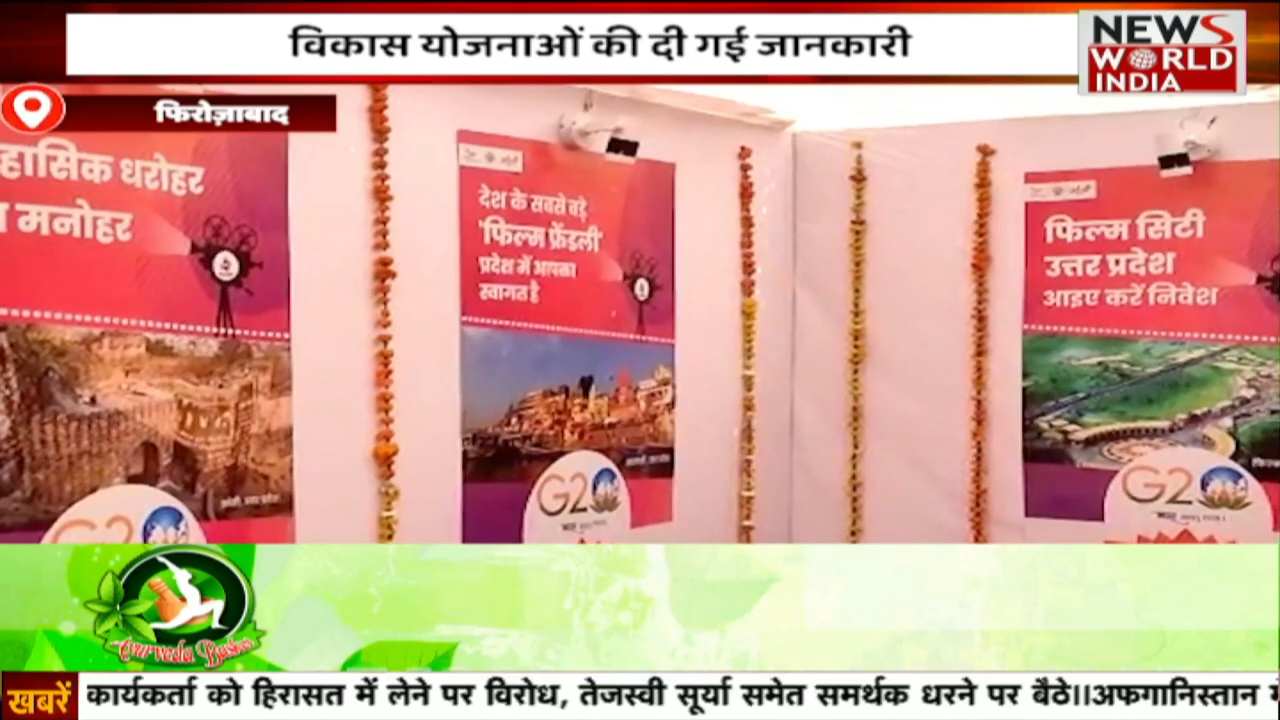 विकास योजनाओं की दी गई जानकारी
NEWS
WORLD
INDIA
फिरोज़ाबाद
हासिक धरोहर
मनोहर
देश के सबसे बड़े
'फिल्म फ्रेंडली'
प्रदेश में आपका
स्वागत है
फिल्म सिटी
उत्तर प्रदेश
आइए करें निवेश
G20
G20
G20
Ayurveda
खबरें
कार्यकर्ता को हिरासत में लेने पर विरोध, तेजस्वी सूर्या समेत समर्थक धरने पर बैठे।।अफगानिस्तान